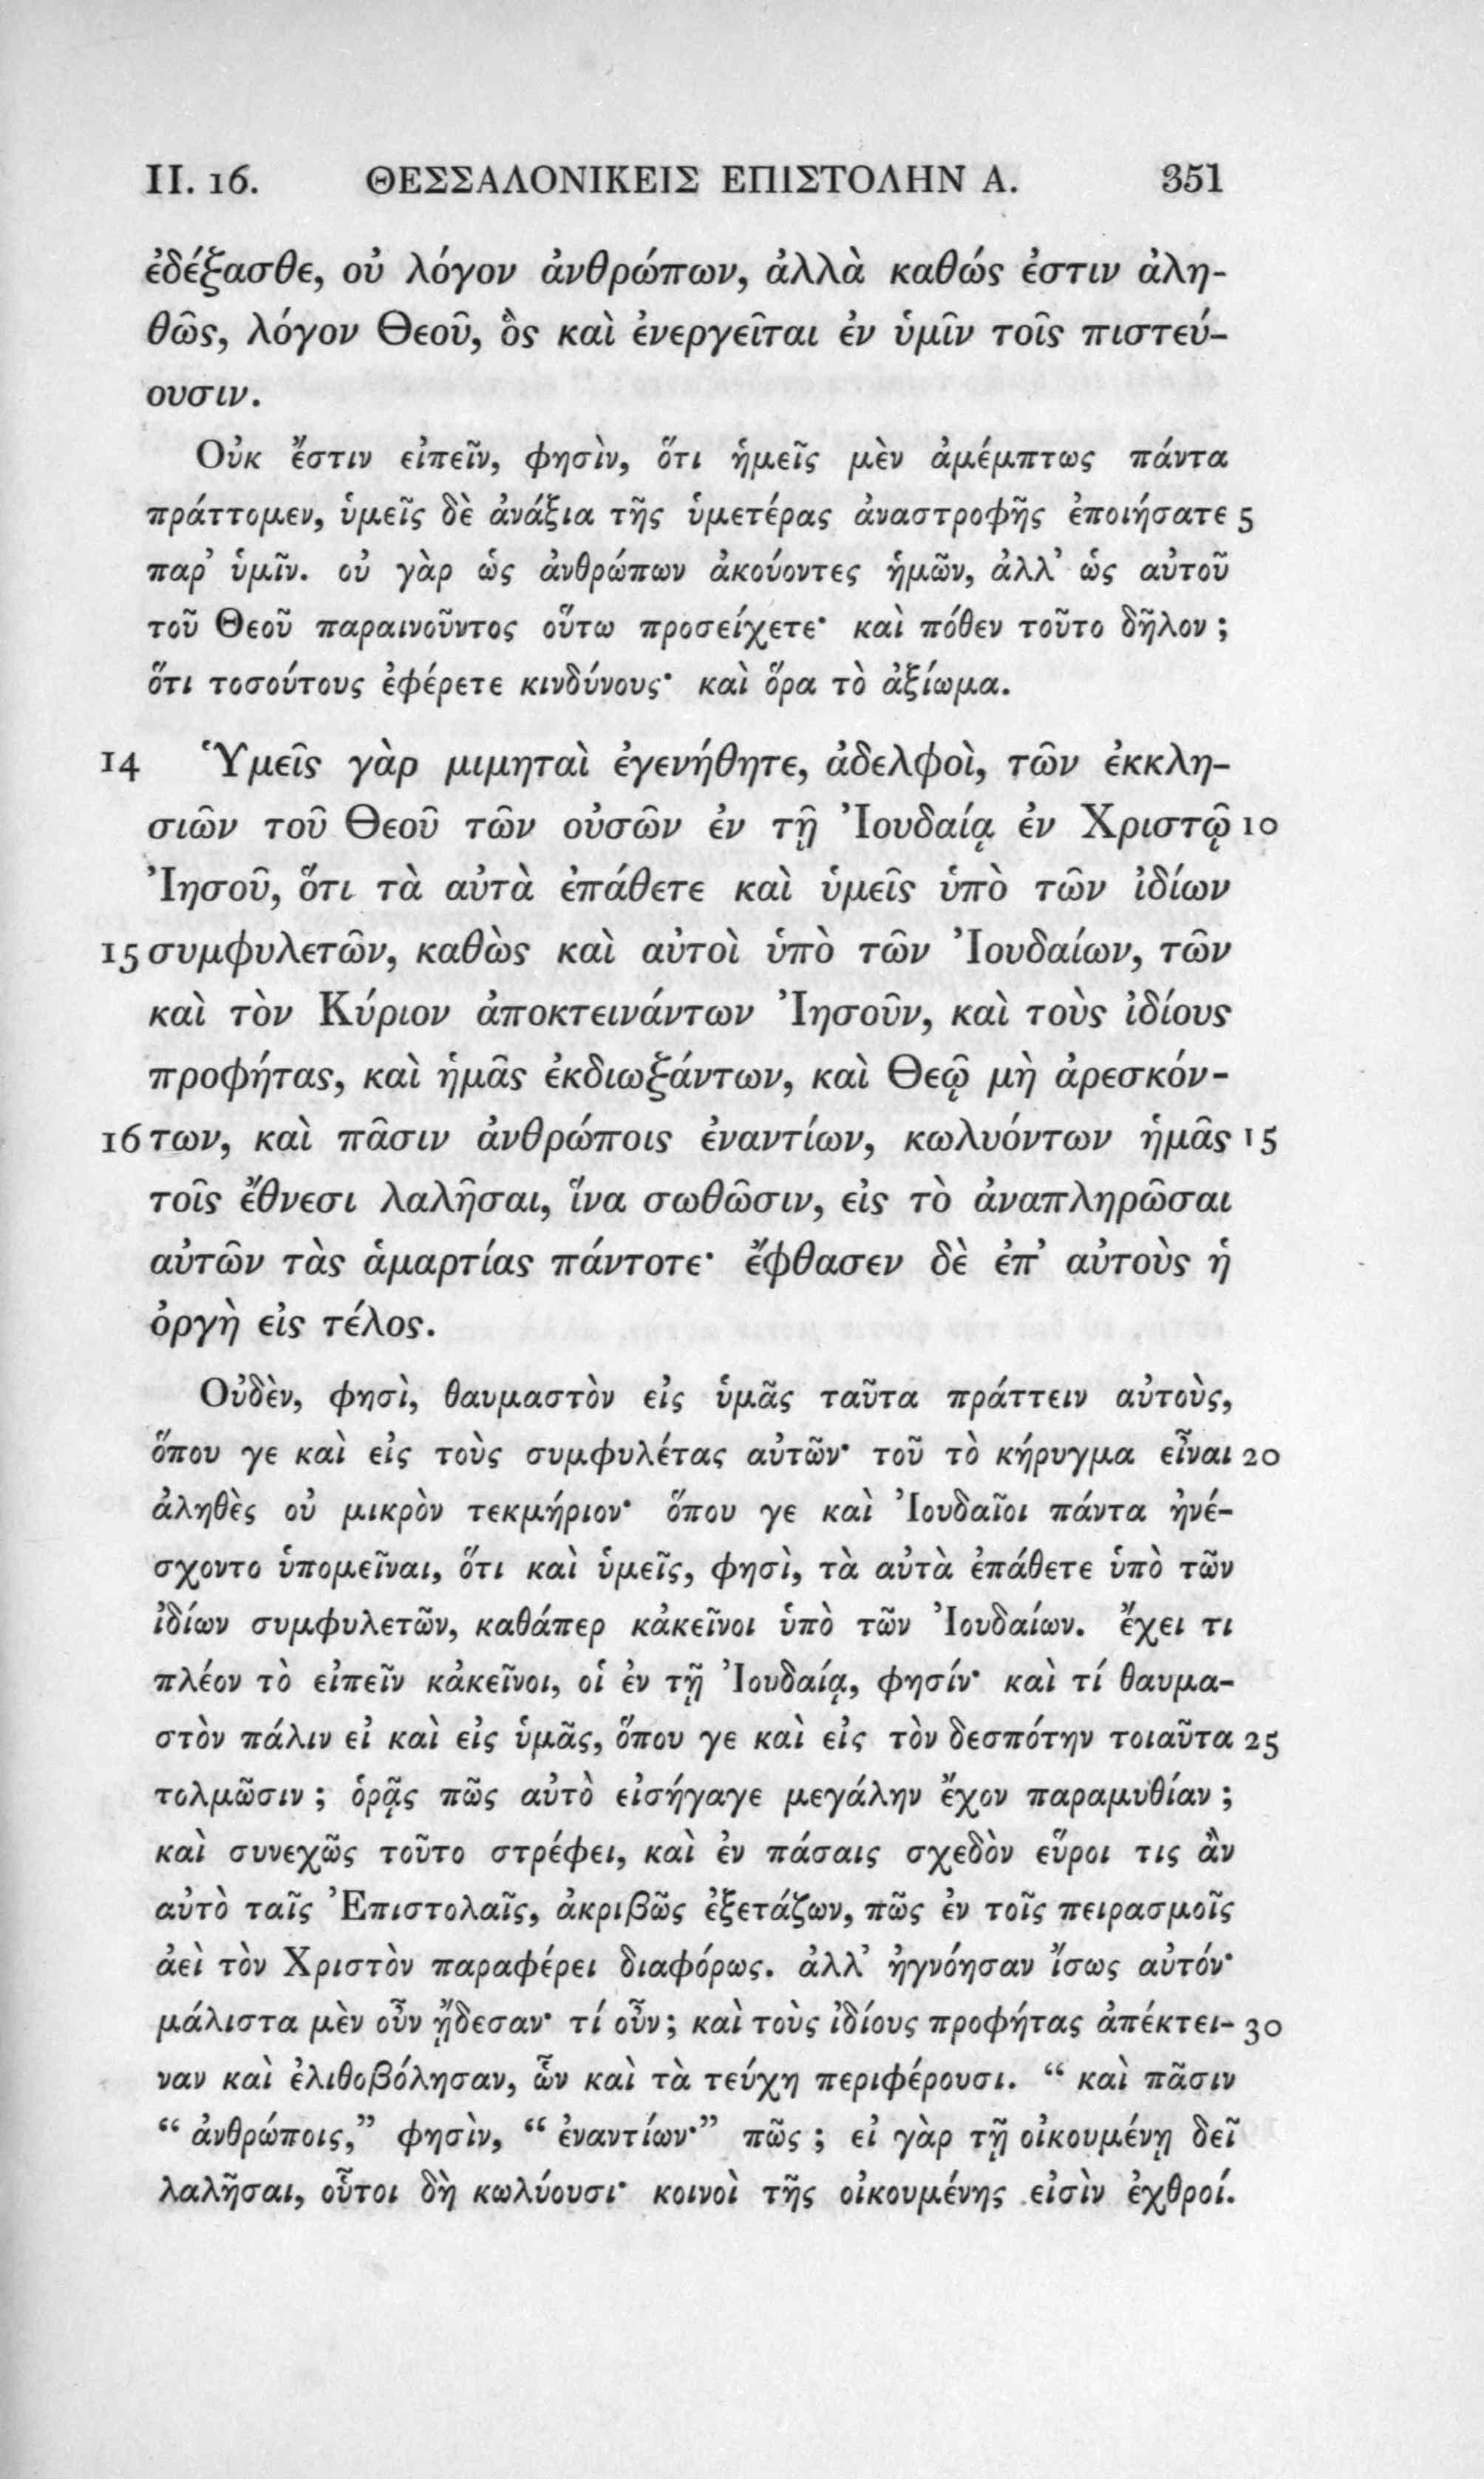 II. 16. ΘΕΣΣΑΛΟΝΙΚΕΙΣ ΕΠΙΣΤΟΛΗΝ Α. 351
ἐδέξασθε, οὐ λόγον ἀνθρώπων, ἀλλὰ καθώς ἐστιν ἀλη-
θῶς, λόγον Θεοῦ, ὃς καὶ ἐνεργεῖται ἐν ὑμῖν τοῖς πιστεύ-
ουσιν.
Οὐκ ἔστιν εἰπεῖν, φησὶν, ὅτι ἡμεῖς μὲν ἀμέμπτως πάντα
πράττομεν, ὑμεῖς δὲ ἀνάξια τῆς ὑμετέρας ἀναστροφῆς ἐποιήσατε 5
παρ’ ὑμῖν. οὐ γὰρ ὡς ἀνθρώπων ἀκούοντες ἡμῶν, ἀλλ’ ὡς αὐτοῦ
τοῦ Θεοῦ παραινοῦντος οὕτω προσείχετε· καὶ πόθεν τοῦτο δῆλον ;
ὅτι τοσούτους ἐφέρετε κινδύνους· καὶ ὅρα τὸ ἀξίωμα.
14 Ὑμεῖς γὰρ μιμηταὶ ἐγενήθητε, ἀδελφοὶ, τῶν ἐκκλη-
σιῶν τοῦ Θεοῦ τῶν οὐσῶν ἐν τῇ Ἰουδαίᾳ ἐν Χριστῷ 10
Ἰησοῦ, ὅτι τὰ αὐτὰ ἐπάθετε καὶ ὑμεῖς ὑπὸ τῶν ἰδίων
15 συμφυλετῶν, καθὼς καὶ αὐτοὶ ὑπὸ τῶν Ἰουδαίων, τῶν
καὶ τὸν Κύριον ἀποκτεινάντων Ἰησοῦν, καὶ τοὺς ἰδίους
προφήτας, καὶ ἡμᾶς ἐκδιωξάντων, καὶ Θεῷ μὴ ἀρεσκόν-
16 των, καὶ πᾶσιν ἀνθρώποις ἐναντίων, κωλυόντων ἡμᾶς 15
τοῖς ἔθνεσι λαλῆσαι, ἵνα σωθῶσιν, εἰς τὸ ἀναπληρῶσαι
αὐτῶν τὰς ἁμαρτίας πάντοτε· ἔφθασεν δὲ ἐπ’ αὐτοὺς ἡ
ὀργὴ εἰς τέλος.
Οὐδὲν, φησὶ, θαυμαστὸν εἰς ὑμᾶς ταῦτα πράττειν αὐτοὺς,
ὅπου γε καὶ εἰς τοὺς συμφυλέτας αὐτῶν· τοῦ τὸ κήρυγμα εἶναι 20
ἀληθὲς οὐ μικρὸν τεκμήριον· ὅπου γε καὶ Ἰουδαῖοι πάντα ἠνέ-
σχοντο ὑπομεῖναι, ὅτι καὶ ὑμεῖς, φησὶ, τὰ αὐτὰ ἐπάθετε ὑπὸ τῶν
ἰδίων συμφυλετῶν, καθάπερ κἀκεῖνοι ὑπὸ τῶν Ἰουδαίων. ἔχει τι
πλέον τὸ εἰπεῖν κἀκεῖνοι, οἱ ἐν τῇ Ἰουδαίᾳ, φησίν· καὶ τί θαυμα-
στὸν πάλιν εἰ καὶ εἰς ὑμᾶς, ὅπου γε καὶ εἰς τὸν δεσπότην τοιαῦτα 25
τολμῶσιν ; ὁρᾷς πῶς αὐτὸ εἰσήγαγε μεγάλην ἔχον παραμυθίαν ;
καὶ συνεχῶς τοῦτο στρέφει, καὶ ἐν πάσαις σχεδὸν εὕροι τις ἂν
αὐτὸ ταῖς Ἐπιστολαῖς, ἀκριβῶς ἐξετάζων, πῶς ἐν τοῖς πειρασμοῖς
ἀεὶ τὸν Χριστὸν παραφέρει διαφόρως. ἀλλ’ ἠγνόησαν ἴσως αὐτόν·
μάλιστα μὲν οὖν ᾔδεσαν· τί οὖν; καὶ τοὺς ἰδίους προφήτας ἀπέκτει- 30
ναν καὶ ἐλιθοβόλησαν, ὧν καὶ τὰ τεύχη περιφέρουσι. “ καὶ πᾶσιν
“ ἀνθρώποις,” φησὶν, “ ἐναντίων·” πῶς ; εἰ γὰρ τῇ οἰκουμένῃ δεῖ
λαλῆσαι, οὗτοι δὴ κωλύουσι· κοινοὶ τῆς οἰκουμένης εἰσὶν ἐχθροί.